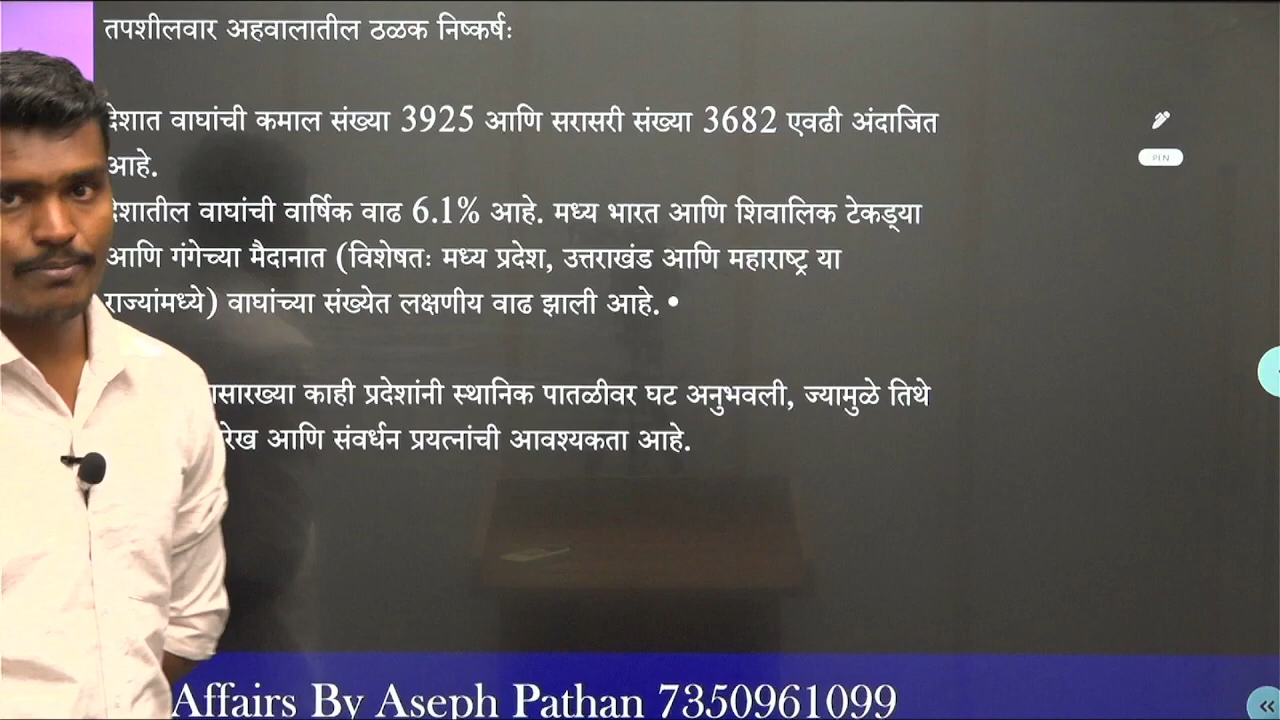 तपशीलवार अहवालातील ठळक निष्कर्षः
देशात वाघांची कमाल संख्या 3925 आणि सरासरी संख्या 3682 एवढी अंदाजित
आहे.
देशातील वाघांची वार्षिक वाढ 6.1% आहे. मध्य भारत आणि शिवालिक टेकड्या
आणि गंगेच्या मैदानात (विशेषतः मध्य प्रदेश, उत्तराखंड आणि महाराष्ट्र या
राज्यांमध्ये) वाघांच्या संख्येत लक्षणीय वाढ झाली आहे. •
काही प्रदेशांनी स्थानिक पातळीवर घट अनुभवली, ज्यामुळे तिथे
आणि संवर्धन प्रयत्नांची आवश्यकता आहे.
PEN
Affairs By Aseph Pathan 7350961099